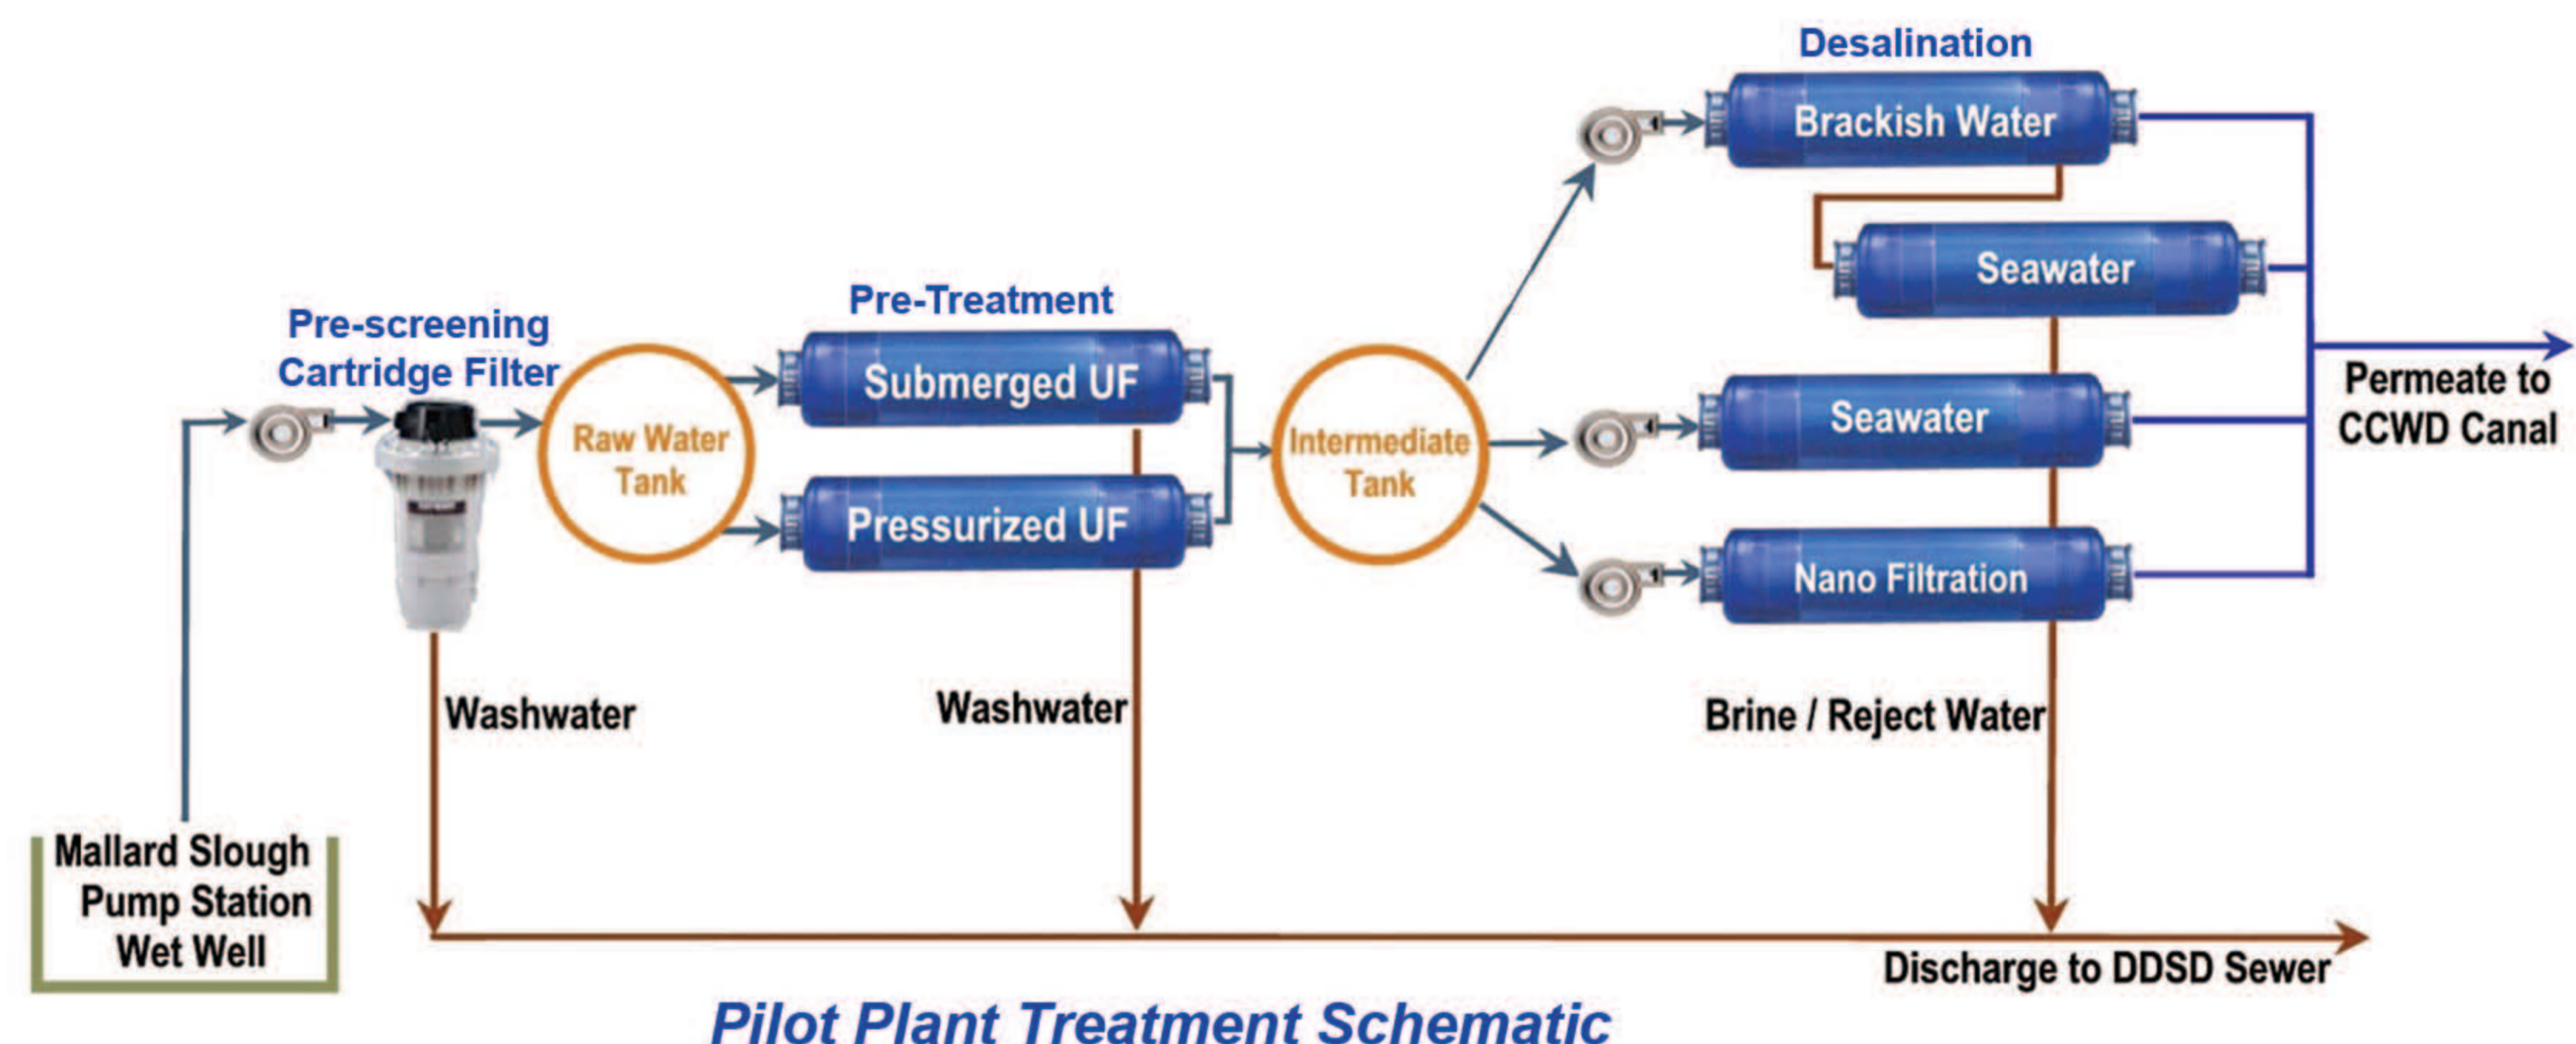 Desalination
Brackish Water
Seawater
Pre-Treatment
Pre-screening
Cartridge Filter
Submerged UF
Raw Water
Tank
Pressurized UF
Intermediate
Tank
Seawater
Nano Filtration
Permeate to
CCWD Canal
Washwater
Washwater
Brine / Reject Water
Mallard Slough
Pump Station
Wet Well
Discharge to DDSD Sewer
Pilot Plant Treatment Schematic